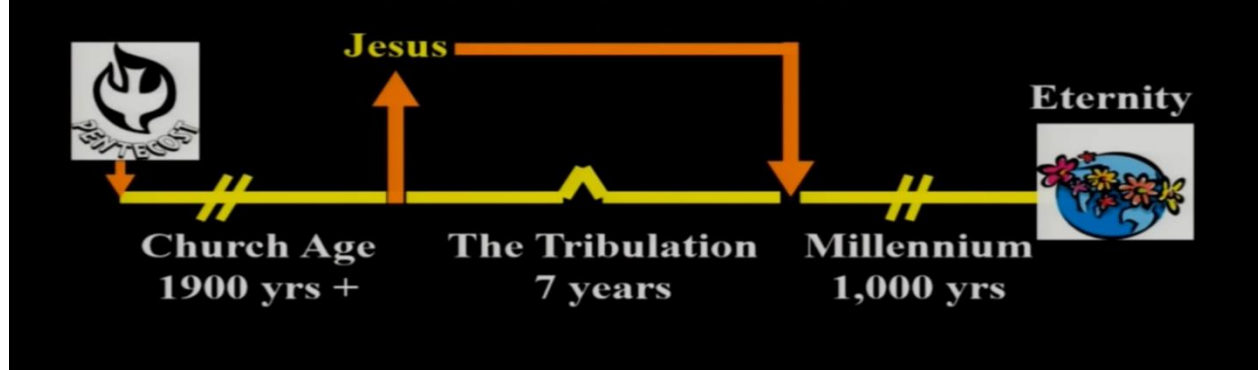 PENTECOST
Jesus
Eternity
Church Age
1900 yrs +
The Tribulation
7 years
Millennium
1,000 yrs